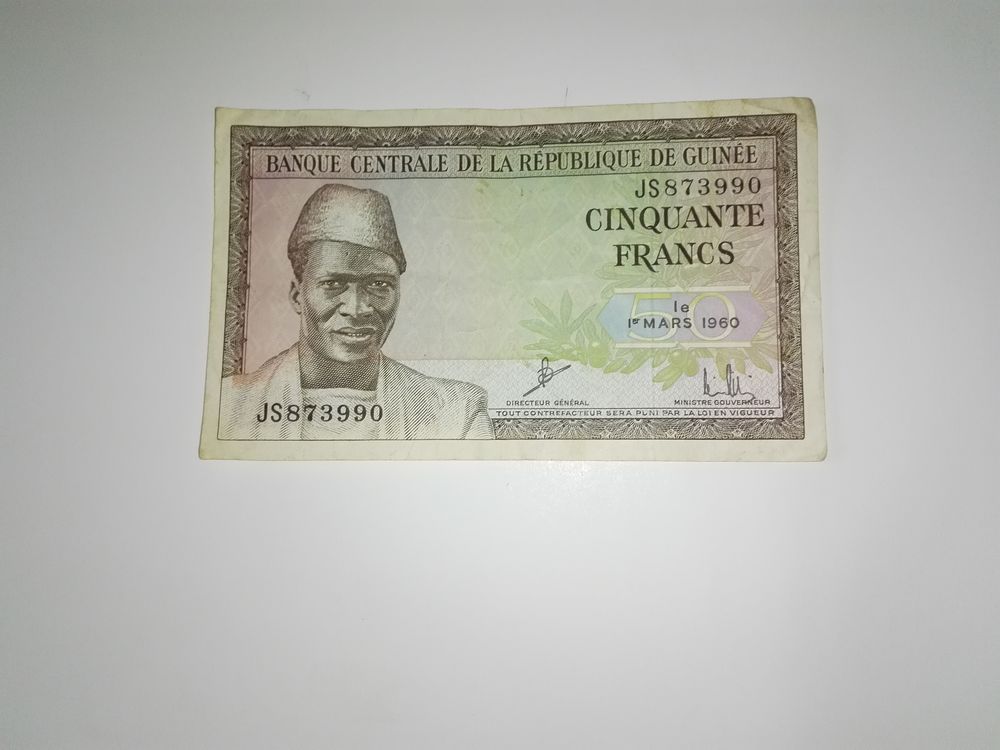 BANQUE CENTRALE DE LA RÉPUBLIQUE DE GUINÉE
JS873990
CINQUANTE
FRANCS
50
le
1er MARS 1960
DIRECTEUR GÉNÉRAL
MINISTRE GOUVERNEUR
JS873990
TOUT CONTREFACTEUR SERA PUNI PAR LA LOI EN VIGUEUR